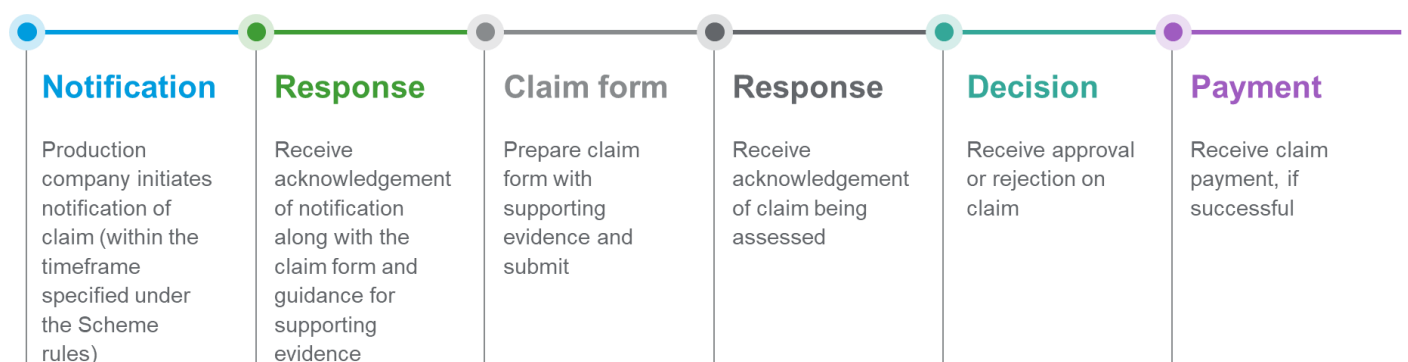 Notification
Production
company initiates
notification of
claim (within the
timeframe
specified under
the Scheme
rules)
Response
Receive
acknowledgement
of notification
along with the
claim form and
guidance for
supporting
evidence
Claim form
Prepare claim
form with
supporting
evidence and
submit
Response
Receive
acknowledgement
of claim being
assessed
Decision
Receive approval
or rejection on
claim
Payment
Receive claim
payment, if
successful